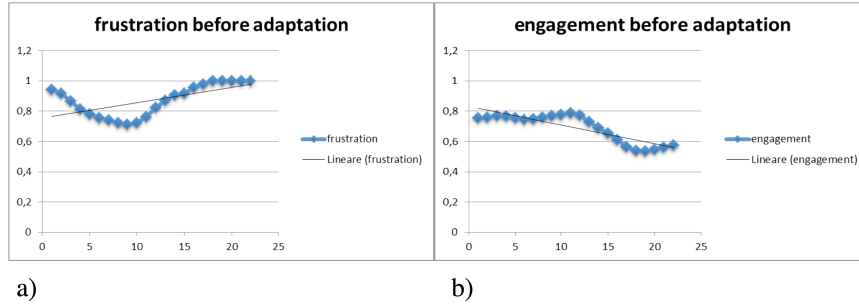 frustration before adaptation
1,2
1
0,8
0,6
0,4
0,2
0
0 5 10 15 20 25
frustration
Lineare (frustration)
engagement before adaptation
1,2
1
0,8
0,6
0,4
0,2
0
0 5 10 15 20 25
engagement
Lineare (engagement)
a)
b)